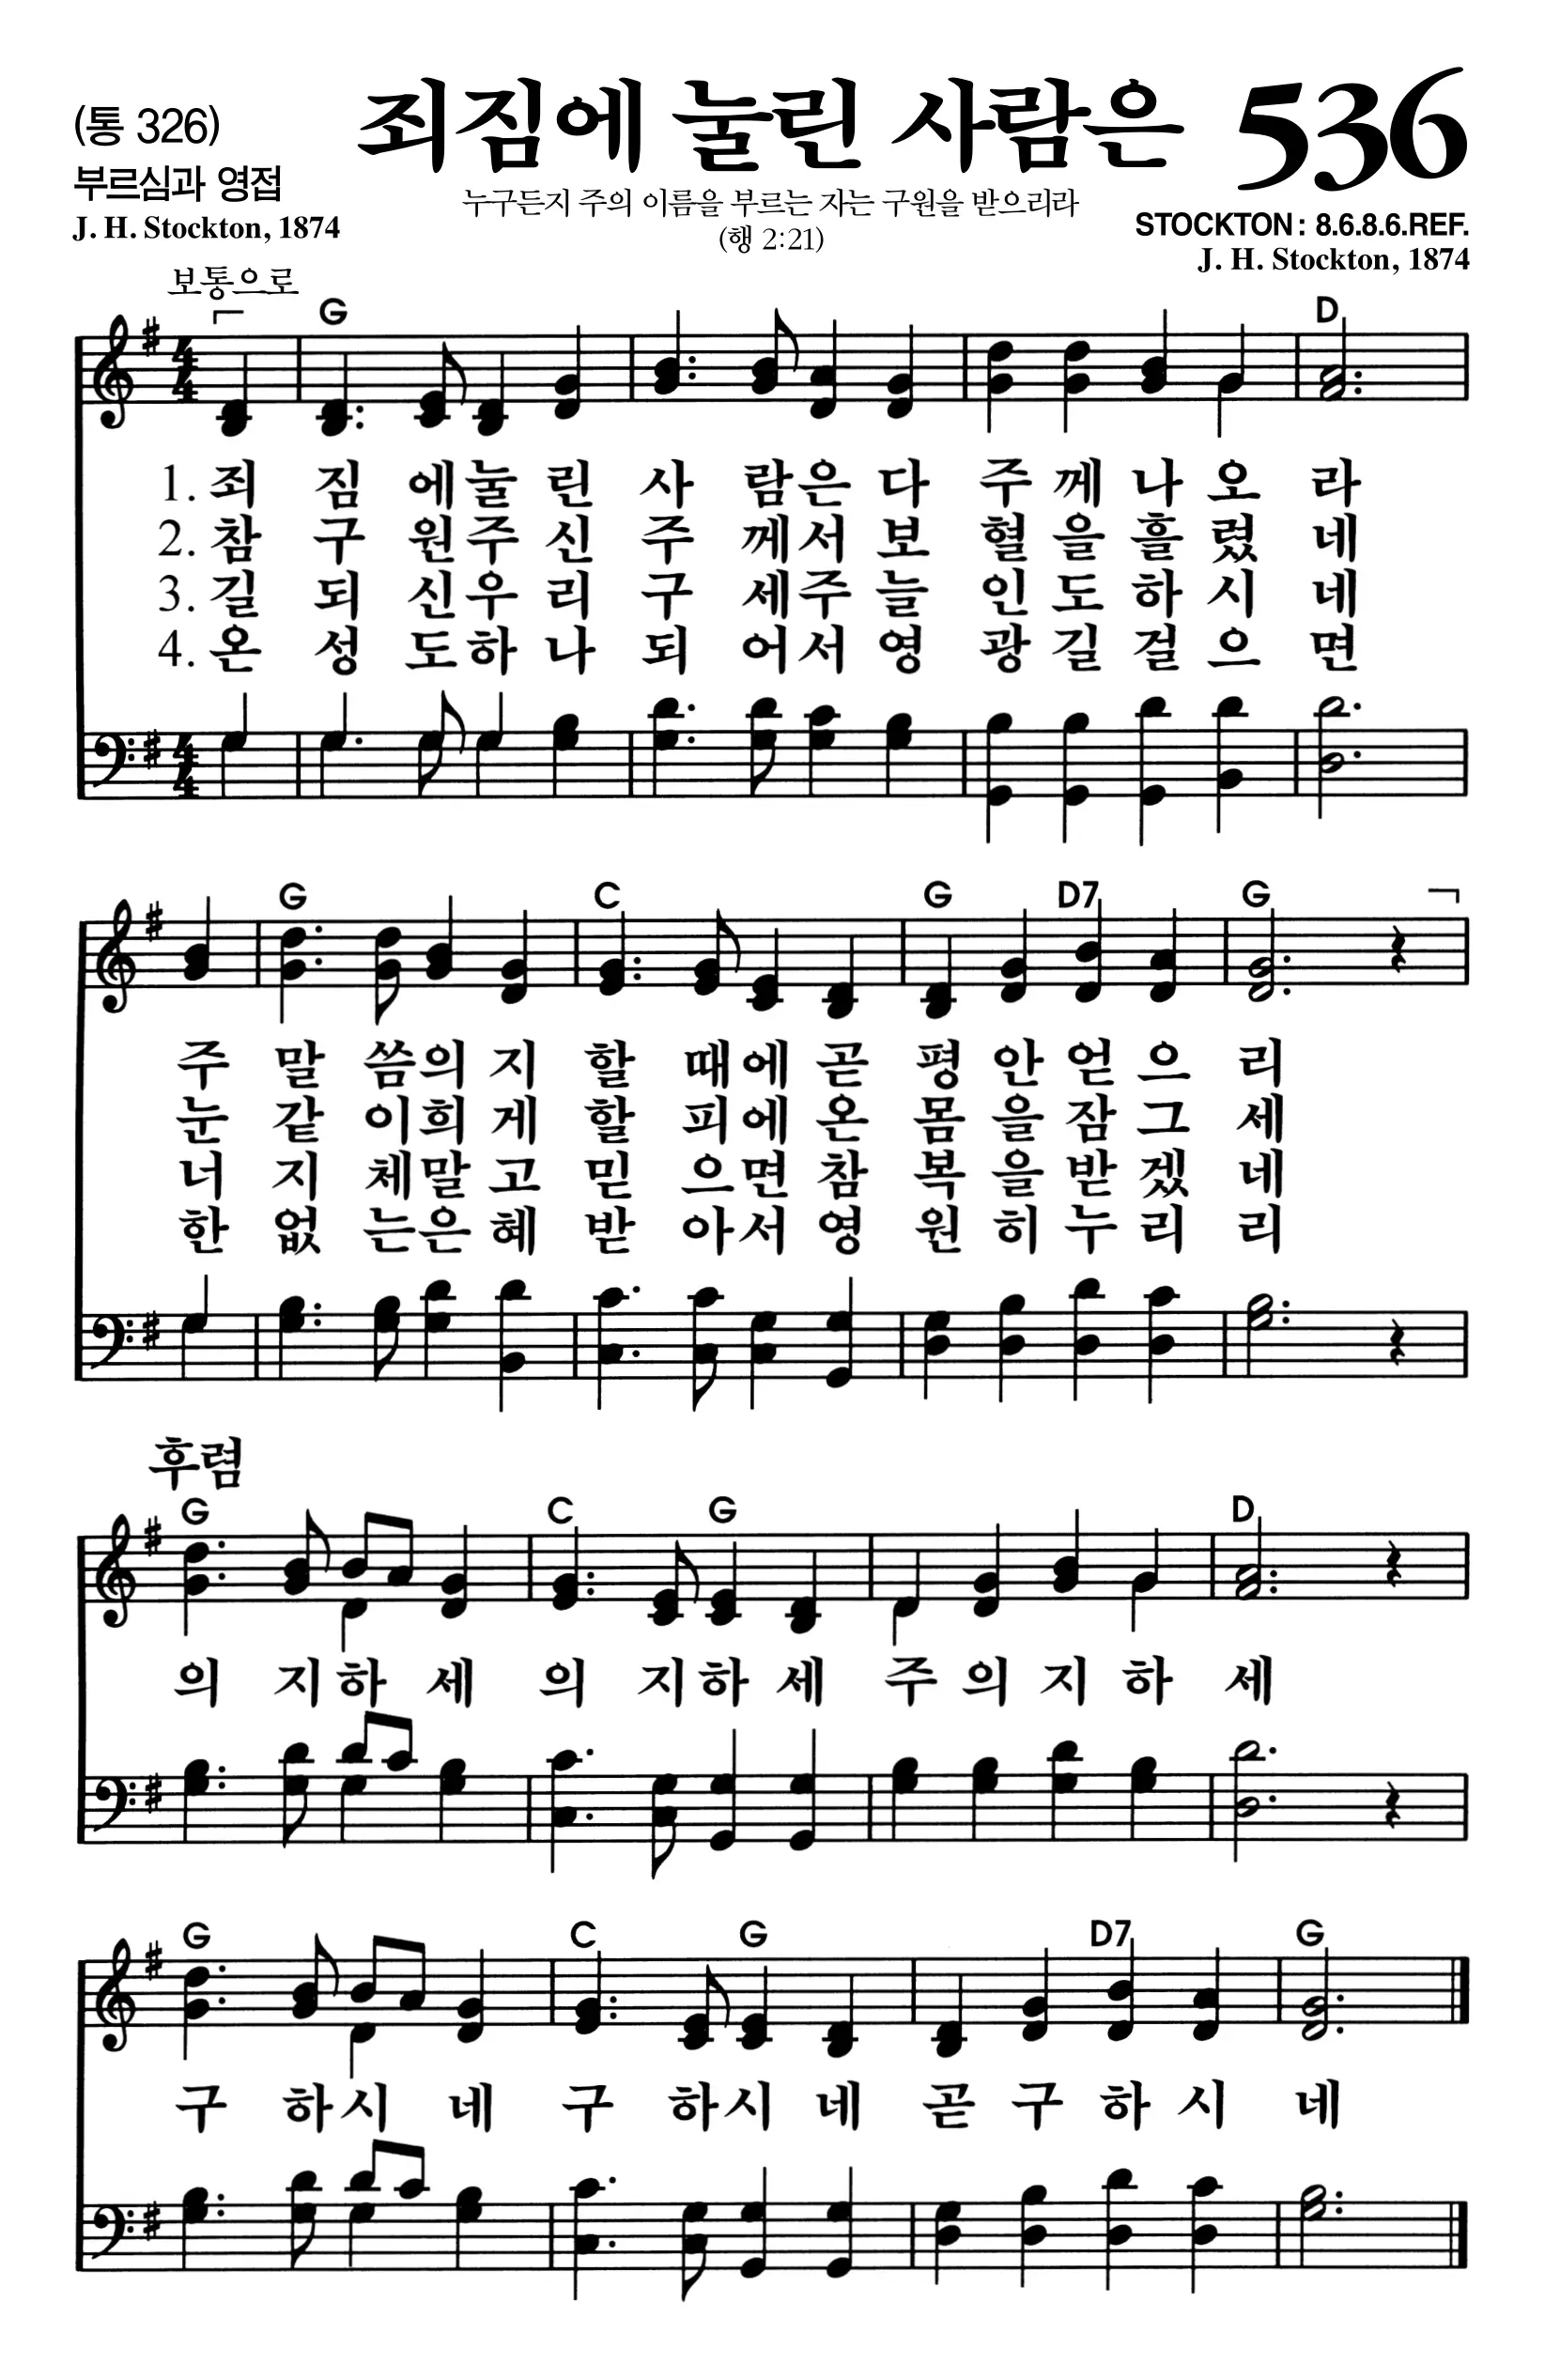 (통 326)
죄짐에 눌린 사람은 536
부르심과 영접
누구든지 주의 이름을 부르는 자는 구원을 받으리라
J. H. Stockton, 1874
(행 2:21)
STOCKTON : 8.6.8.6.REF.
J. H. Stockton, 1874
보통으로
G D
4 4
1. 죄 짐 에눌 린 사 람은 다 주 께 나 오 라
2. 참 구 원주 신 주 께서 보 혈 을 흘 렸 네
3. 길 되 신우 리 구 세주 늘 인 도 하 시 네
4. 온 성 도하 나 되 어서 영 광 길 걸 으 면
4 4
G C G D7 G
주 말 씀의 지 할 때에 곧 평 안 얻 으 리
눈 같 이희 게 할 피에 온 몸 을 잠 그 세
너 지 체말 고 믿 으면 참 복 을 받 겠 네
한 없 는은 혜 받 아서 영 원 히 누 리 리
후렴
G C G D
의 지하 세 의 지하 세 주 의 지 하 세
G C G D7 G
구 하시 네 구 하시 네 곧 구 하 시 네